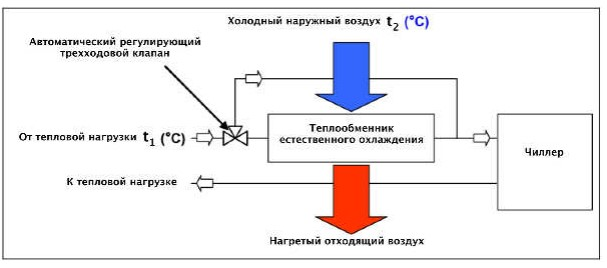 Холодный наружный воздух t₂ (°C)
Автоматический регулирующий
трехходовой клапан
Теплообменник
естественного охлаждения
От тепловой нагрузки t₁ (°C)
Чиллер
К тепловой нагрузке
Нагретый отходящий воздух